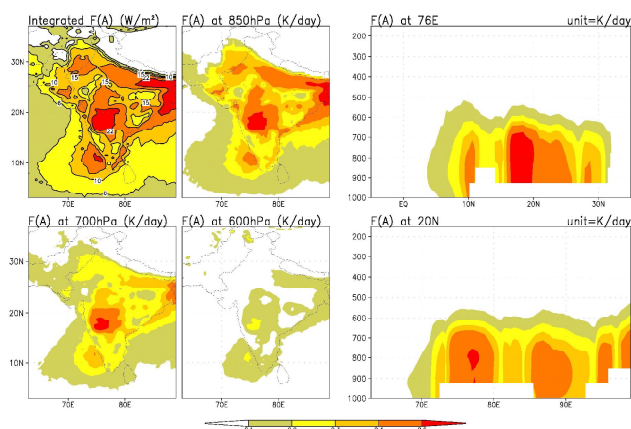 Integrated F(A) (W/m²)
F(A) at 850hPa (K/day)
F(A) at 76E
unit=K/day
30N
20N
10N
15
10
22
15
22
10
200
300
400
500
600
700
800
900
1000
EQ
10N
20N
30N
F(A) at 700hPa (K/day)
F(A) at 600hPa (K/day)
F(A) at 20N
unit=K/day
30N
20N
10N
200
300
400
500
600
700
800
900
1000
70E
80E
70E
80E
70E
80E
90E